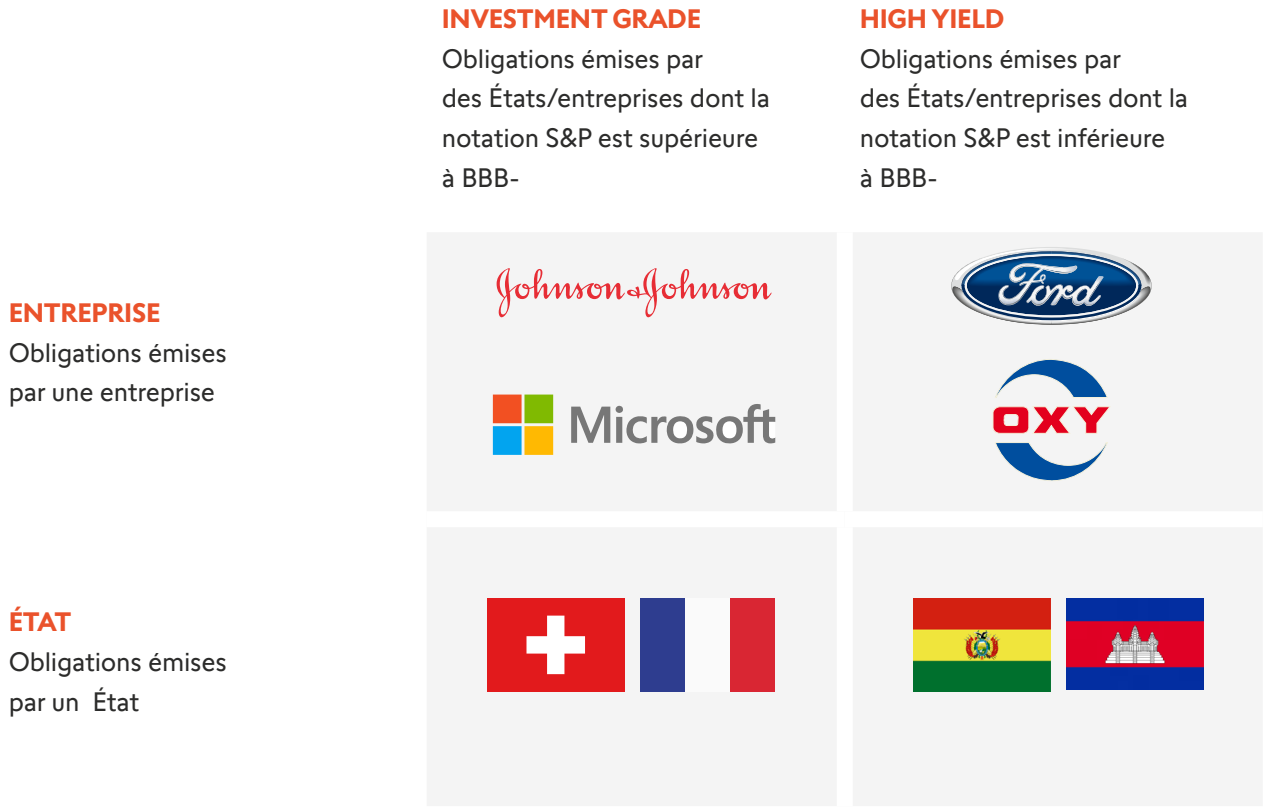 INVESTMENT GRADE
Obligations émises par
des États/entreprises dont la
notation S&P est supérieure
à BBB-
HIGH YIELD
Obligations émises par
des États/entreprises dont la
notation S&P est inférieure
à BBB-
ENTREPRISE
Obligations émises
par une entreprise
Johnson&Johnson
Microsoft
Ford
OXY
ÉTAT
Obligations émises
par un État